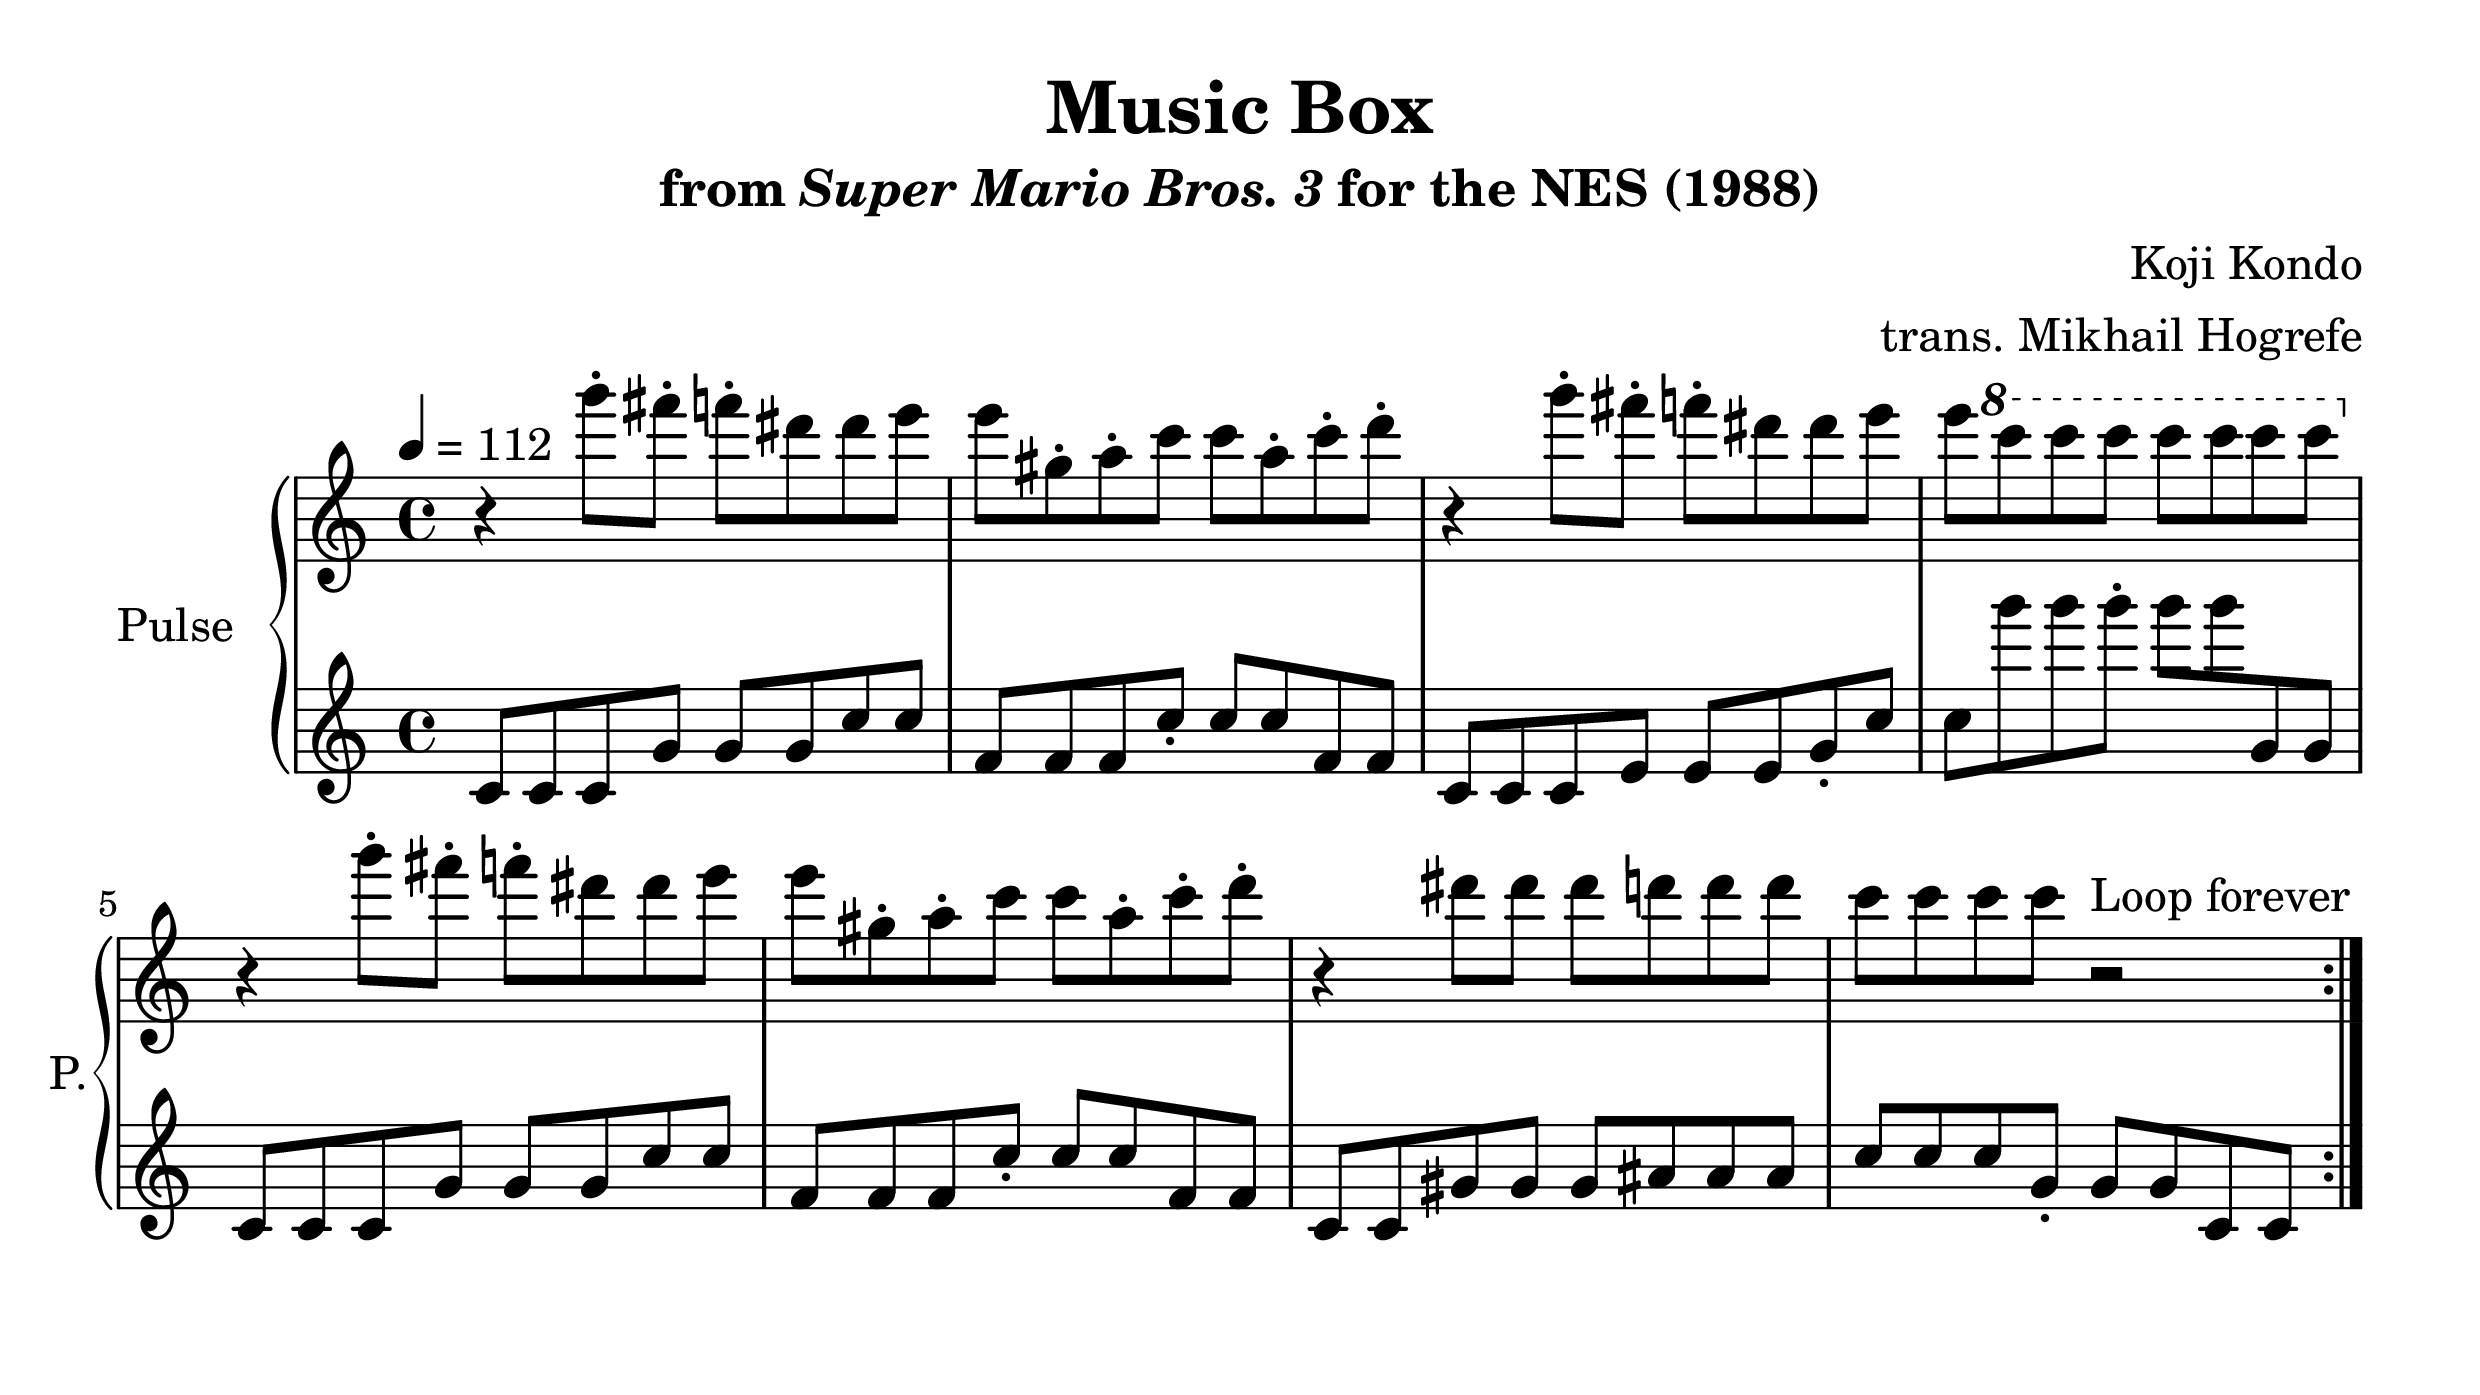 Music Box
from Super Mario Bros. 3 for the NES (1988)
Koji Kondo
trans. Mikhail Hogrefe
= 112
8
Pulse
5
Loop forever
P.